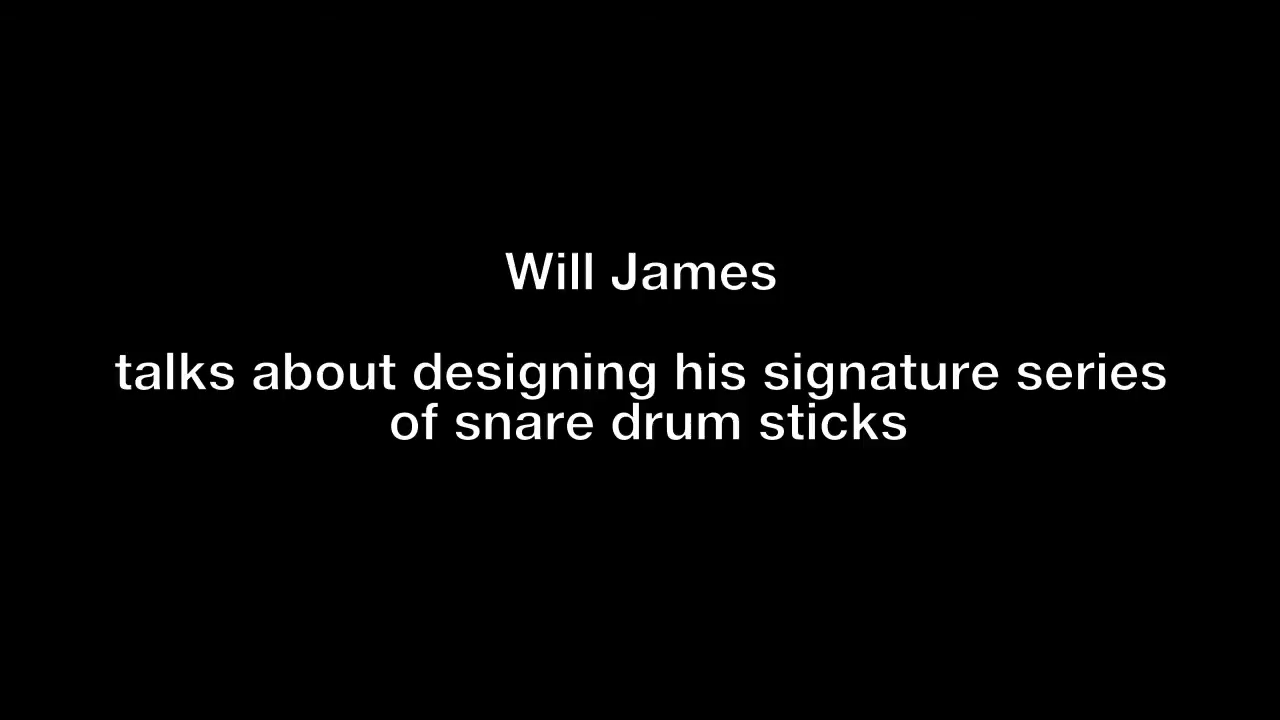 Will James
talks about designing his signature series
of snare drum sticks